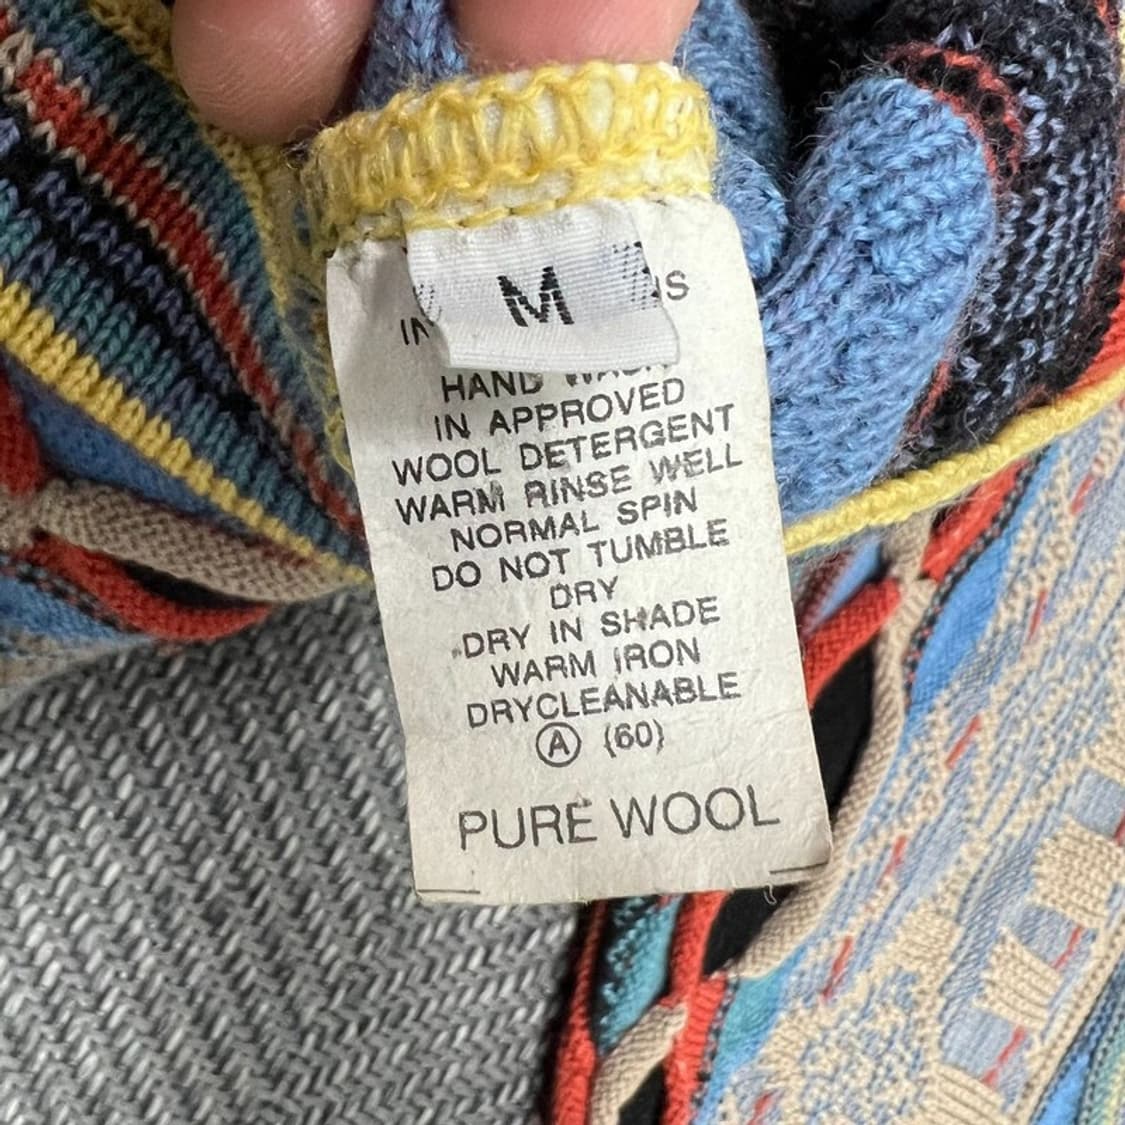 M
HAND WASH
IN APPROVED
WOOL DETERGENT
WARM RINSE WELL
NORMAL SPIN
DO NOT TUMBLE
DRY
DRY IN SHADE
WARM IRON
DRYCLEANABLE
Ⓐ (60)
PURE WOOL